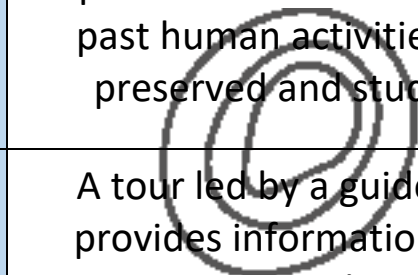 past human activitie
preserved and stud
A tour led by a guide
provides informatio